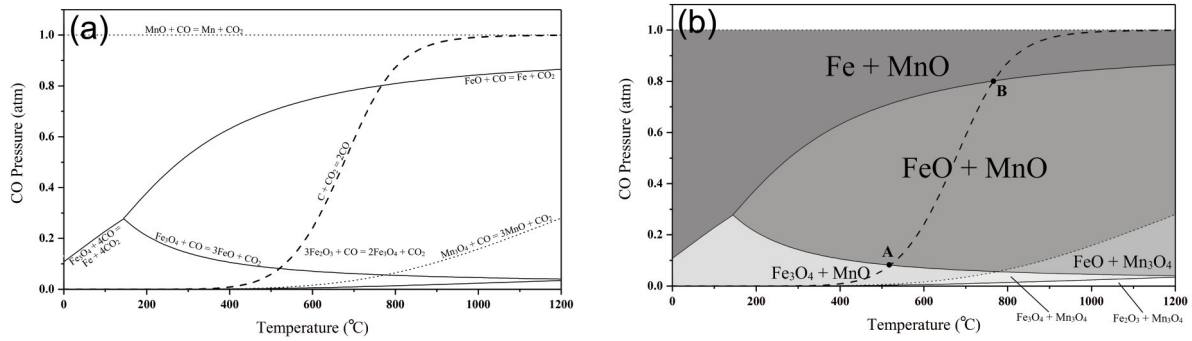 (a)
MnO + CO = Mn + CO₂
1.0
0.8
0.6
0.4
0.2
0.0
CO Pressure (atm)
FeO + CO = Fe + CO₂
C + CO₂ = 2CO
Fe₃O₄ + 4CO =
Fe + 4CO₂
Fe₃O₄ + CO = 3FeO + CO₂
3Fe₂O₃ + CO = 2Fe₃O₄ + CO₂
Mn₃O₄ + CO = 3MnO + CO₂
0 200 400 600 800 1000 1200
Temperature (℃)
(b)
1.0
0.8
0.6
0.4
0.2
0.0
CO Pressure (atm)
Fe + MnO
B
FeO + MnO
A
Fe₃O₄ + MnO
FeO + Mn₃O₄
Fe₃O₄ + Mn₃O₄
Fe₂O₃ + Mn₃O₄
0 200 400 600 800 1000 1200
Temperature (℃)